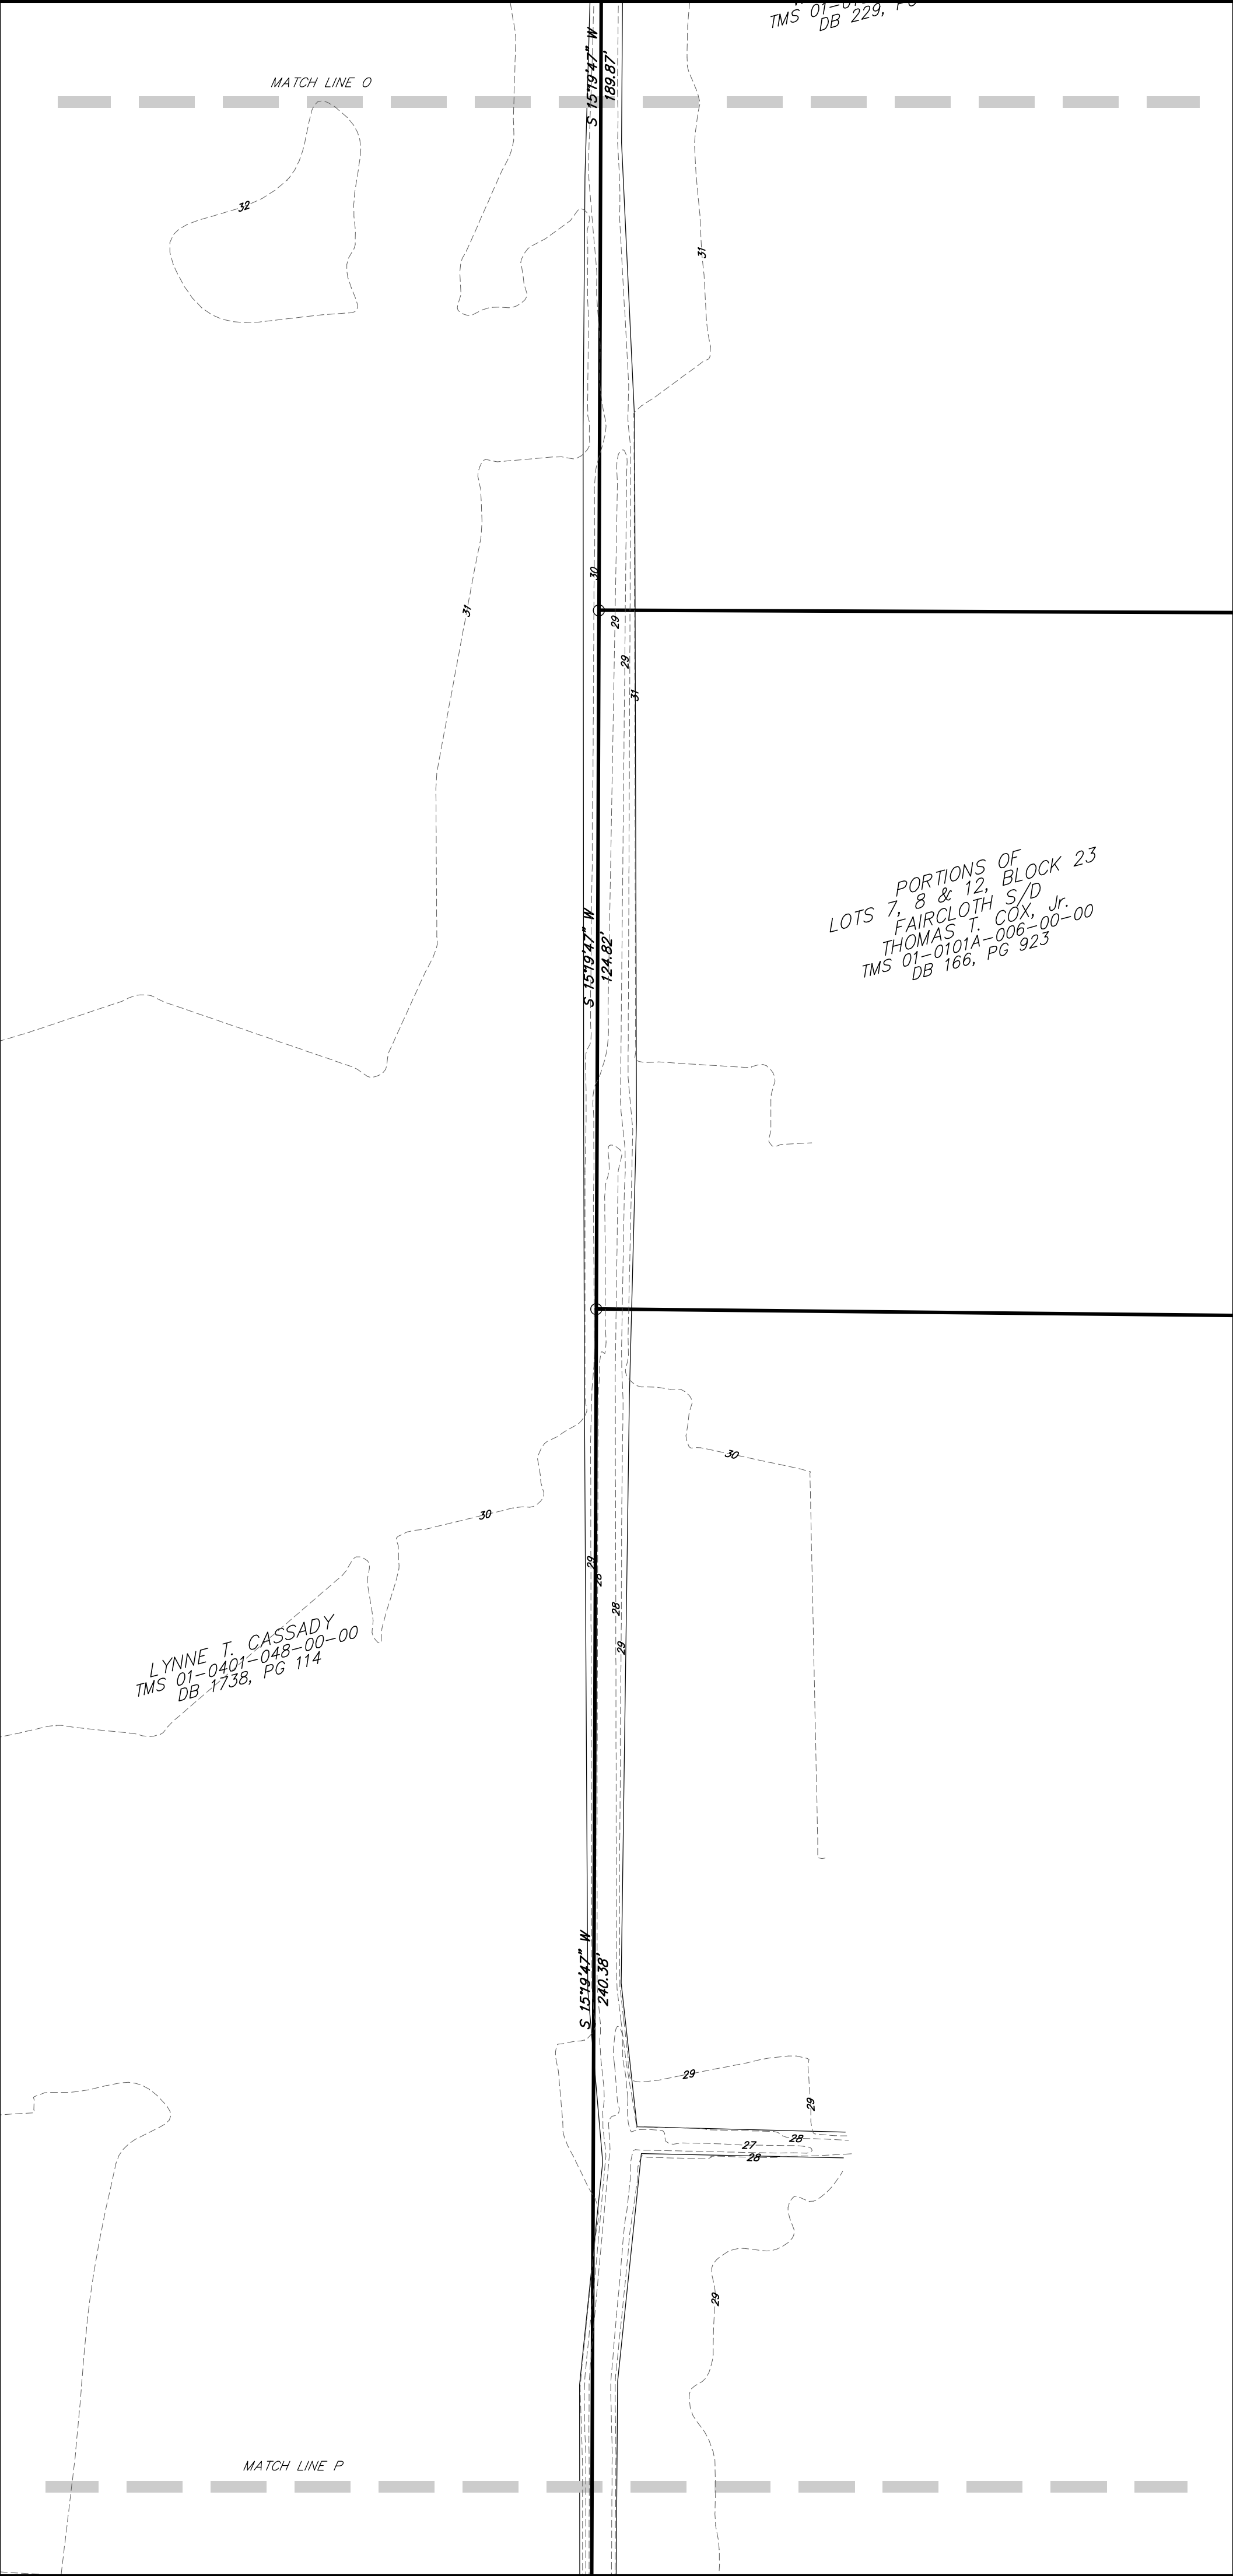 TMS
DB 229,
S 15°19'47" W
189.87'
MATCH LINE O
32
31
30
31
29
29
31
PORTIONS OF
LOTS 7, 8 & 12, BLOCK 23
FAIRCLOTH S/D
THOMAS T. COX, Jr.
TMS 01-0101A-006-00-00
DB 166, PG 923
S 15°19'47" W
124.82'
30
30
29
28
28
29
LYNNE T. CASSADY
TMS 01-0401-048-00-00
DB 1738, PG 114
S 15°19'47" W
240.38'
29
29
28
27
28
29
MATCH LINE P